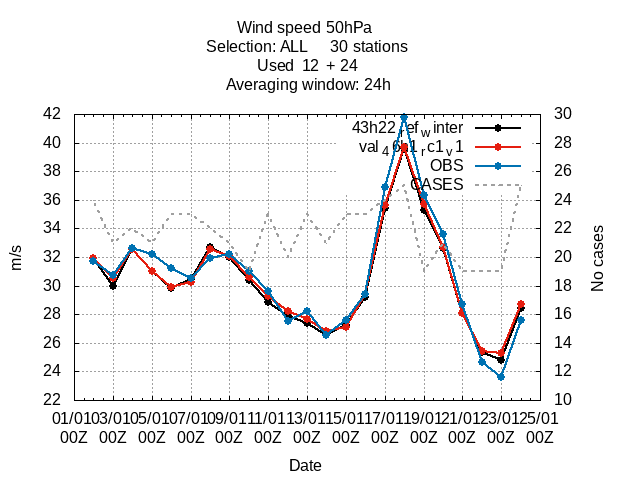 Wind speed 50hPa
Selection: ALL 30 stations
Used 12 + 24
Averaging window: 24h
43h22_ref_winter
val_46h1_rc1_v1
OBS
CASES
42
40
38
36
34
32
30
28
26
24
22
m/s
30
28
26
24
22
20
18
16
14
12
10
No cases
01/01 03/01 05/01 07/01 09/01 11/01 13/01 15/01 17/01 19/01 21/01 23/01 25/01
00Z 00Z 00Z 00Z 00Z 00Z 00Z 00Z 00Z 00Z 00Z 00Z 00Z
Date